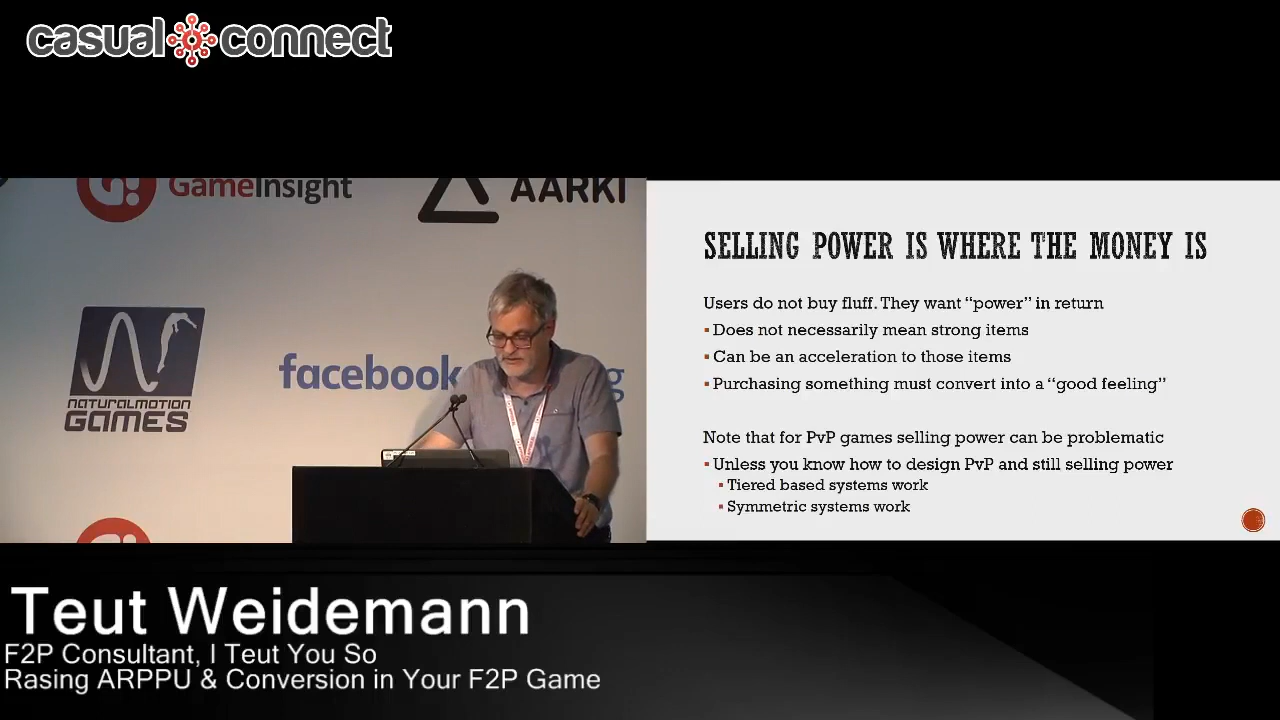 casual connect
GameInsight
AARKI
NATURALMOTION
GAMES
facebook
SELLING POWER IS WHERE THE MONEY IS
Users do not buy fluff. They want “power” in return
▪ Does not necessarily mean strong items
▪ Can be an acceleration to those items
▪ Purchasing something must convert into a “good feeling”
Note that for PvP games selling power can be problematic
▪ Unless you know how to design PvP and still selling power
▪ Tiered based systems work
▪ Symmetric systems work
Teut Weidemann
F2P Consultant, I Teut You So
Rasing ARPPU & Conversion in Your F2P Game